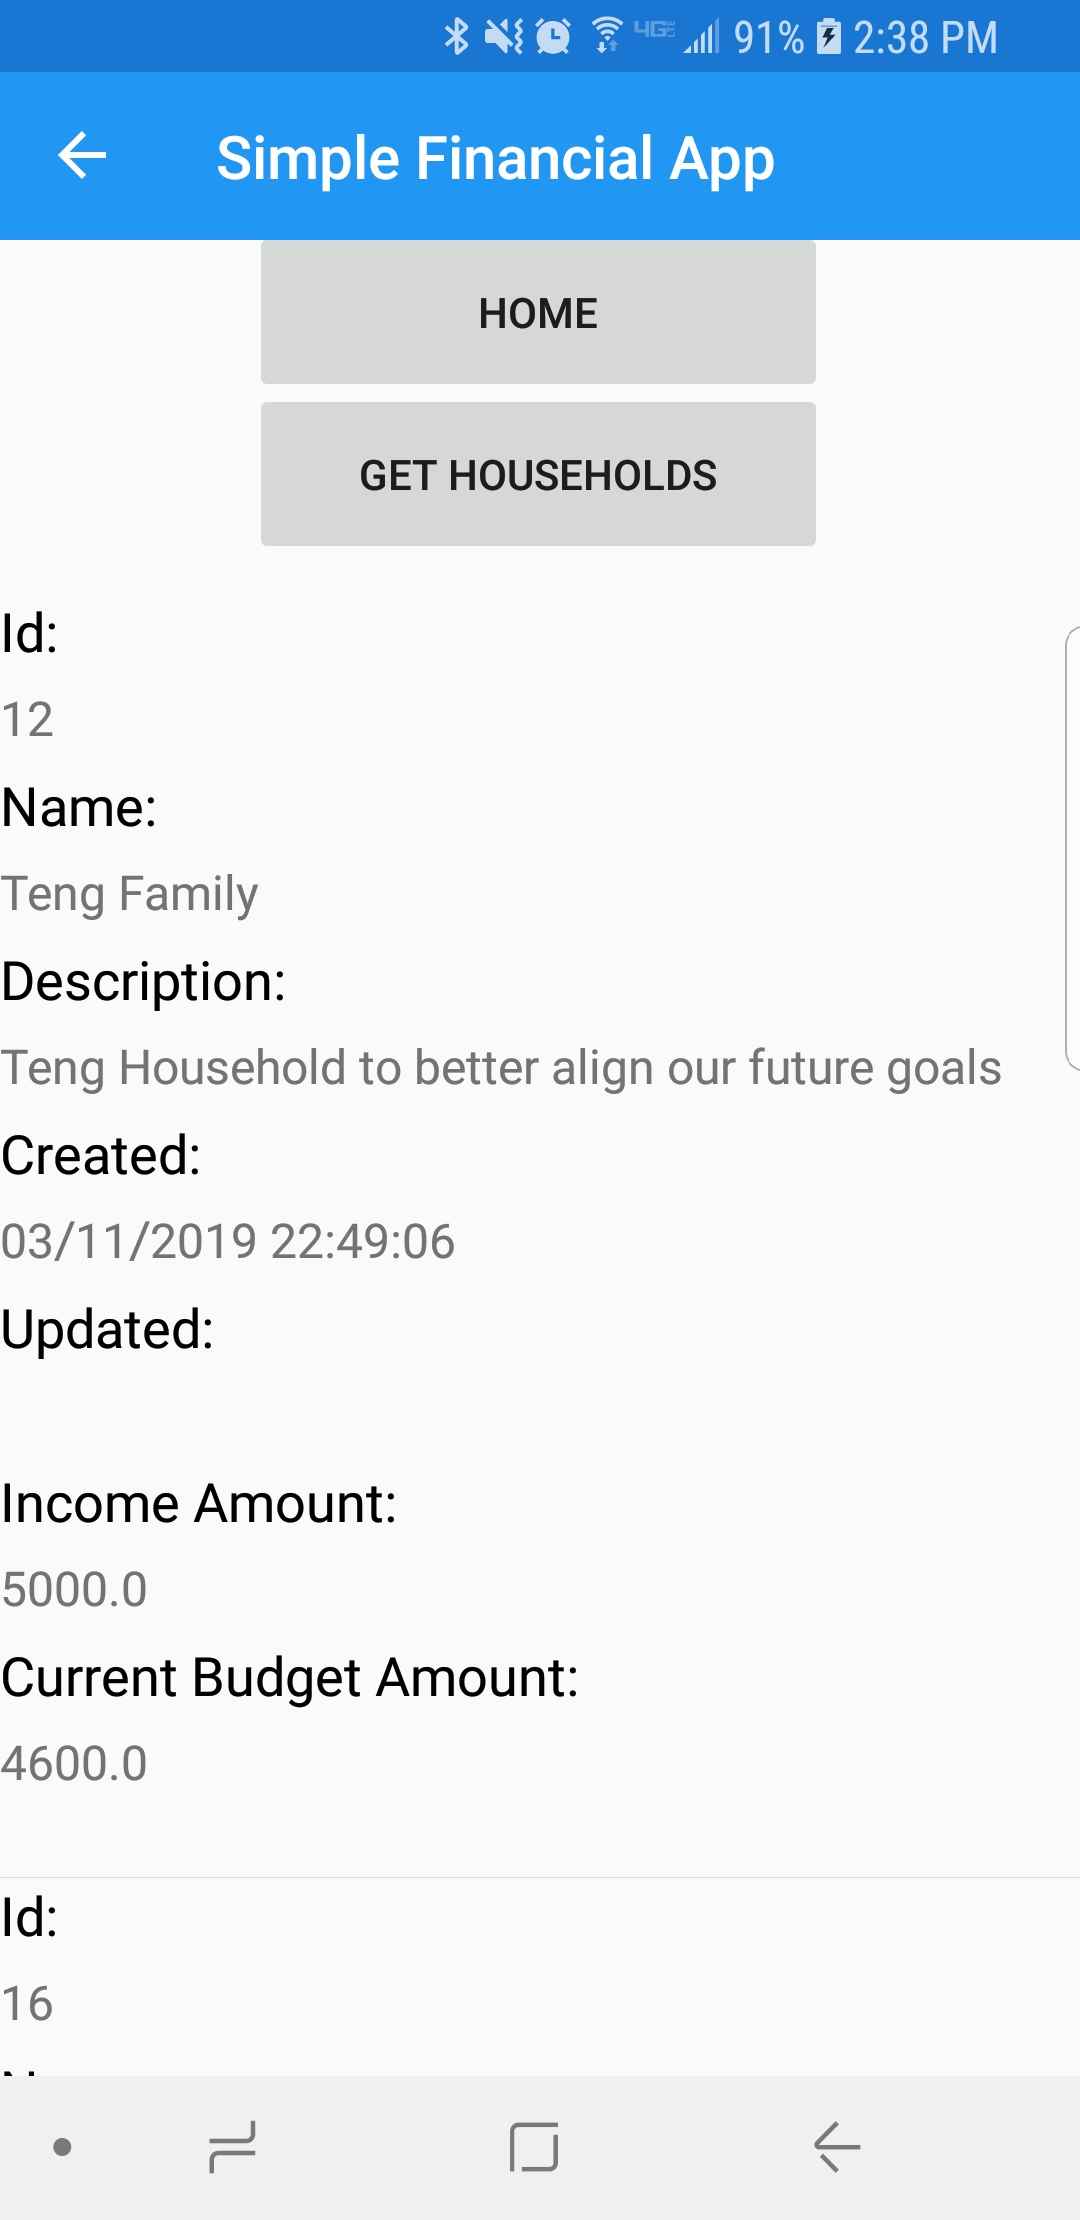 4G 91% 2:38 PM
Simple Financial App
HOME
GET HOUSEHOLDS
Id:
12
Name:
Teng Family
Description:
Teng Household to better align our future goals
Created:
03/11/2019 22:49:06
Updated:
Income Amount:
5000.0
Current Budget Amount:
4600.0
Id:
16